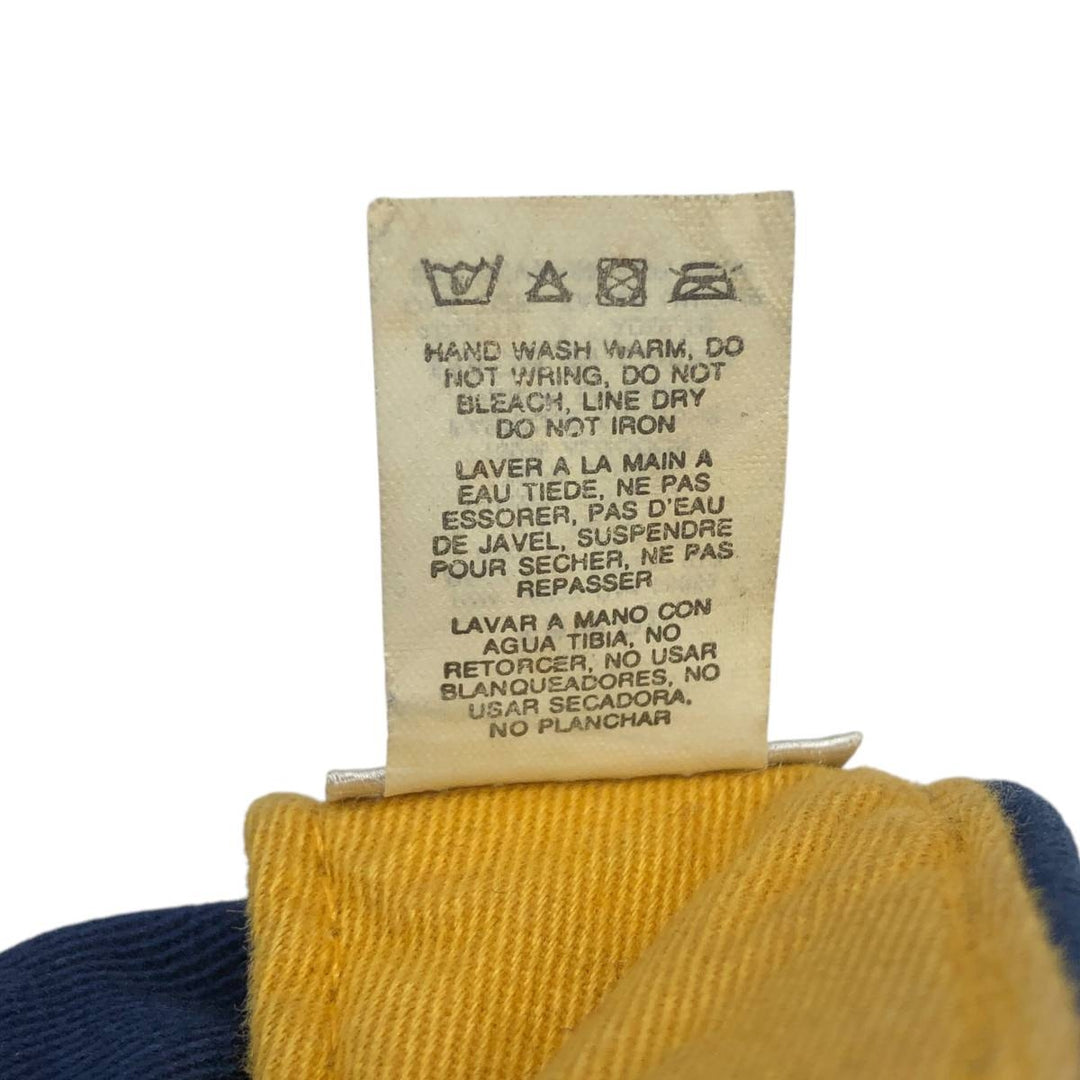 HAND WASH WARM, DO
NOT WRING, DO NOT
BLEACH, LINE DRY
DO NOT IRON
LAVER A LA MAIN A
EAU TIEDE, NE PAS
ESSORER, PAS D'EAU
DE JAVEL, SUSPENDRE
POUR SECHER, NE PAS
REPASSER
LAVAR A MANO CON
AGUA TIBIA, NO
RETORCER, NO USAR
BLANQUEADORES, NO
USAR SECADORA.
NO PLANCHAR